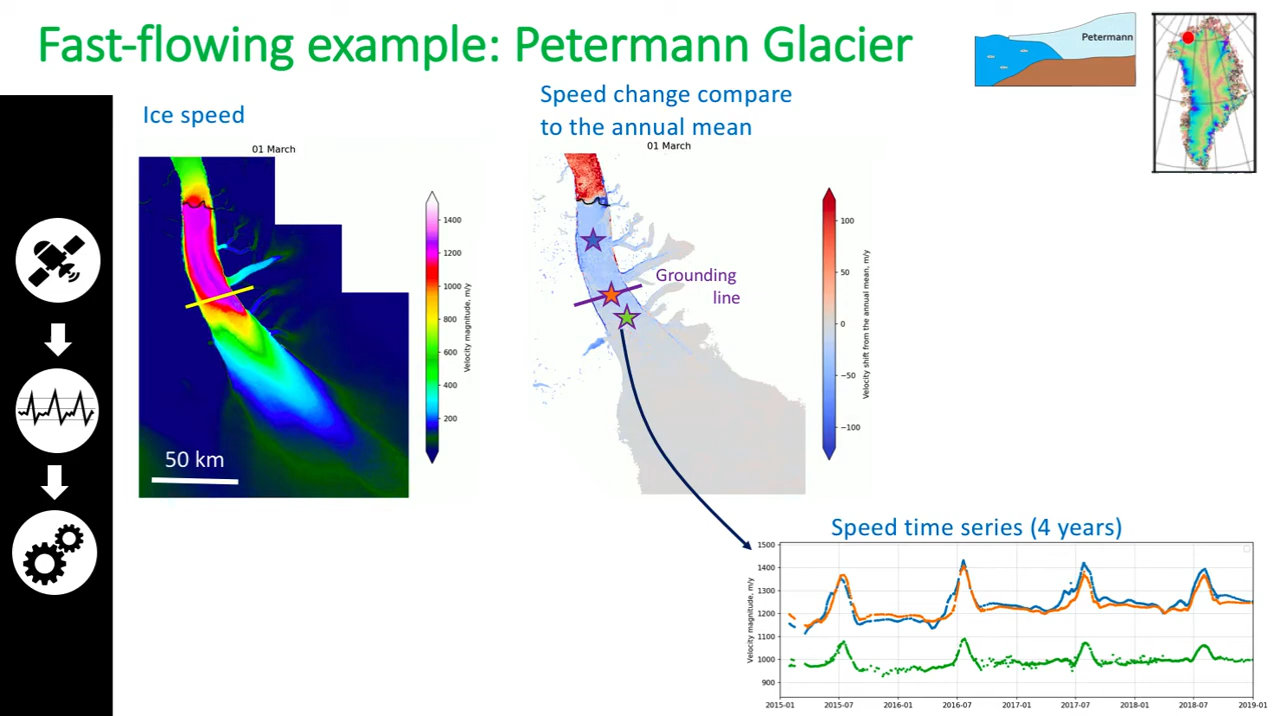 Fast-flowing example: Petermann Glacier
Petermann
Ice speed
Speed change compare
to the annual mean
01 March
01 March
1400
1200
1000
800
600
400
200
Velocity magnitude, m/y
50 km
Grounding
line
100
50
0
−50
−100
Velocity shift from the annual mean, m/y
Speed time series (4 years)
1500
1400
1300
1200
1100
1000
900
Velocity magnitude, m/y
2015-01 2015-07 2016-01 2016-07 2017-01 2017-07 2018-01 2018-07 2019-01